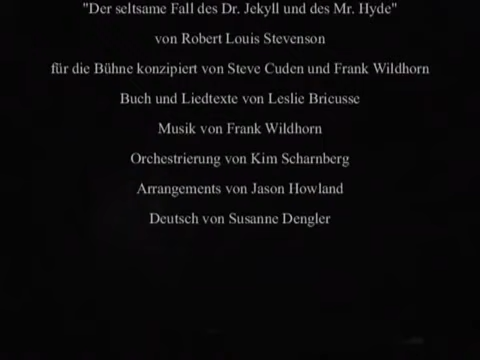 "Der seltsame Fall des Dr. Jekyll und des Mr. Hyde"
von Robert Louis Stevenson
für die Bühne konzipiert von Steve Cuden und Frank Wildhorn
Buch und Liedtexte von Leslie Bricusse
Musik von Frank Wildhorn
Orchestrierung von Kim Scharnberg
Arrangements von Jason Howland
Deutsch von Susanne Dengler